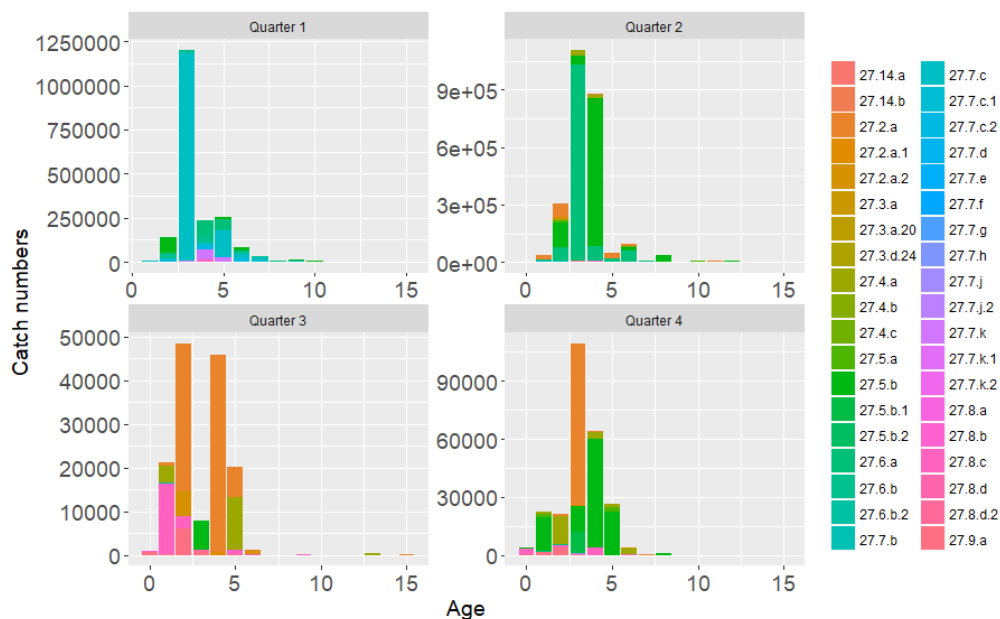 Quarter 1
Quarter 2
1250000
1000000
750000
500000
250000
0
9e+05
6e+05
3e+05
0e+00
0 5 10 15
0 5 10 15
Quarter 3
Quarter 4
50000
40000
30000
20000
10000
0
90000
60000
30000
0
0 5 10 15
0 5 10 15
Catch numbers
Age
27.14.a
27.14.b
27.2.a
27.2.a.1
27.2.a.2
27.3.a
27.3.a.20
27.3.d.24
27.4.a
27.4.b
27.4.c
27.5.a
27.5.b
27.5.b.1
27.5.b.2
27.6.a
27.6.b
27.6.b.2
27.7.b
27.7.c
27.7.c.1
27.7.c.2
27.7.d
27.7.e
27.7.f
27.7.g
27.7.h
27.7.j
27.7.j.2
27.7.k
27.7.k.1
27.7.k.2
27.8.a
27.8.b
27.8.c
27.8.d
27.8.d.2
27.9.a